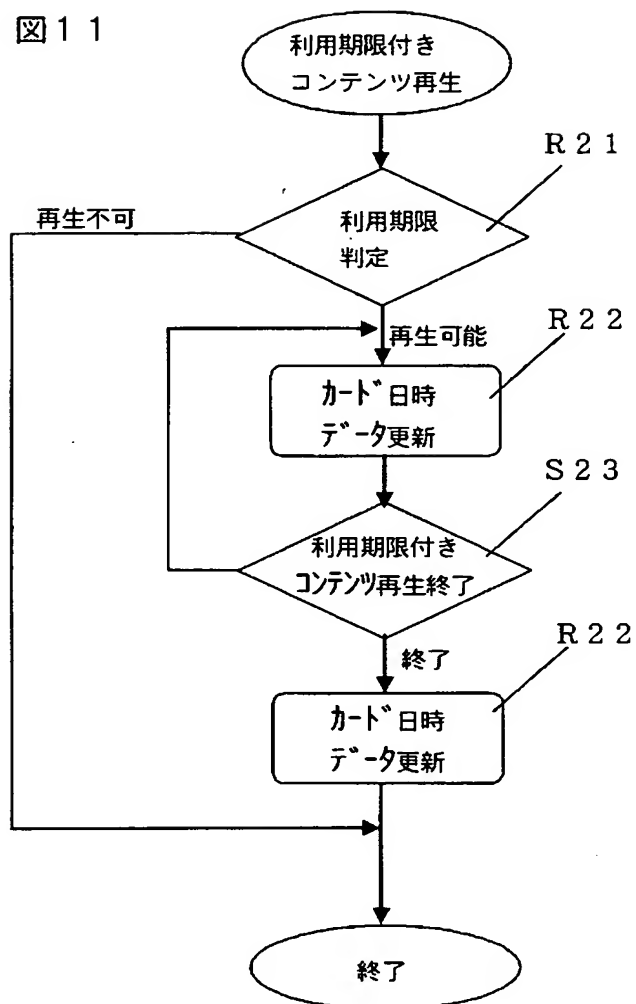 図11
利用期限付き
コンテンツ再生
R21
再生不可
利用期限
判定
再生可能
R22
カード日時
データ更新
S23
利用期限付き
コンテンツ再生終了
R22
終了
カード日時
データ更新
終了